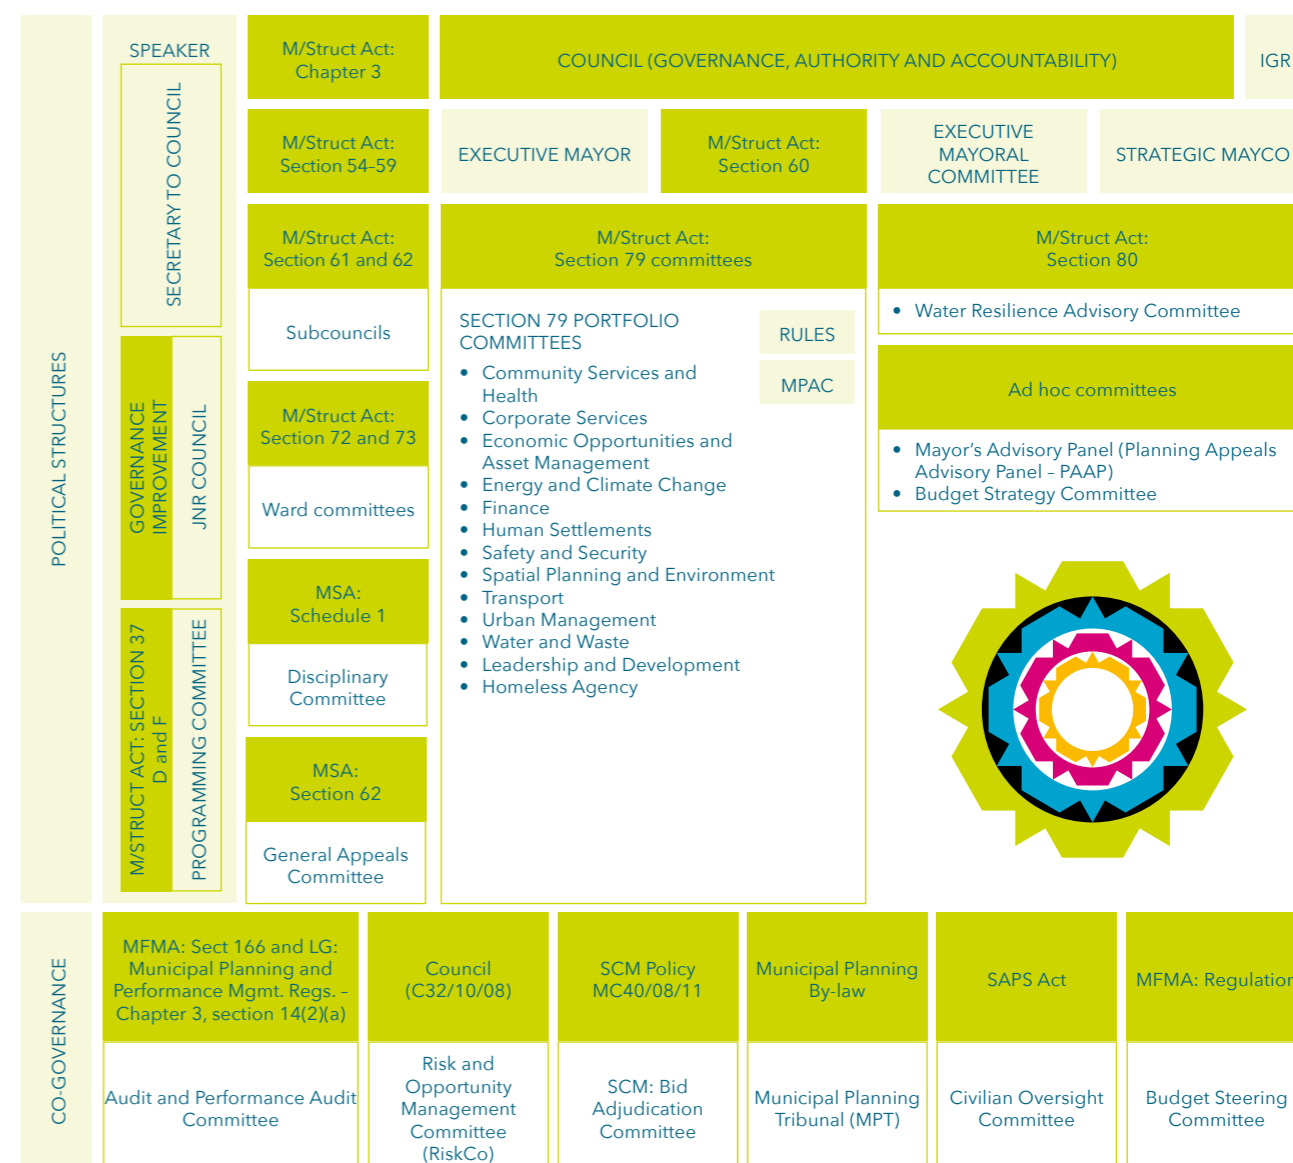 POLITICAL STRUCTURES
SPEAKER
SECRETARY TO COUNCIL
GOVERNANCE
IMPROVEMENT
JNR COUNCIL
M/STRUCT ACT: SECTION 37
D and F
PROGRAMMING COMMITTEE
M/Struct Act:
Chapter 3
COUNCIL (GOVERNANCE, AUTHORITY AND ACCOUNTABILITY)
IGR
M/Struct Act:
Section 54–59
EXECUTIVE MAYOR
M/Struct Act:
Section 60
EXECUTIVE
MAYORAL
COMMITTEE
STRATEGIC MAYCO
M/Struct Act:
Section 61 and 62
Subcouncils
M/Struct Act:
Section 72 and 73
Ward committees
MSA:
Schedule 1
Disciplinary
Committee
MSA:
Section 62
General Appeals
Committee
M/Struct Act:
Section 79 committees
SECTION 79 PORTFOLIO
COMMITTEES
• Community Services and
Health
• Corporate Services
• Economic Opportunities and
Asset Management
• Energy and Climate Change
• Finance
• Human Settlements
• Safety and Security
• Spatial Planning and Environment
• Transport
• Urban Management
• Water and Waste
• Leadership and Development
• Homeless Agency
RULES
MPAC
M/Struct Act:
Section 80
• Water Resilience Advisory Committee
Ad hoc committees
• Mayor's Advisory Panel (Planning Appeals
Advisory Panel – PAAP)
• Budget Strategy Committee
CO-GOVERNANCE
MFMA: Sect 166 and LG:
Municipal Planning and
Performance Mgmt. Regs. –
Chapter 3, section 14(2)(a)
Audit and Performance Audit
Committee
Council
(C32/10/08)
Risk and
Opportunity
Management
Committee
(RiskCo)
SCM Policy
MC40/08/11
SCM: Bid
Adjudication
Committee
Municipal Planning
By-law
Municipal Planning
Tribunal (MPT)
SAPS Act
Civilian Oversight
Committee
MFMA: Regulation
Budget Steering
Committee